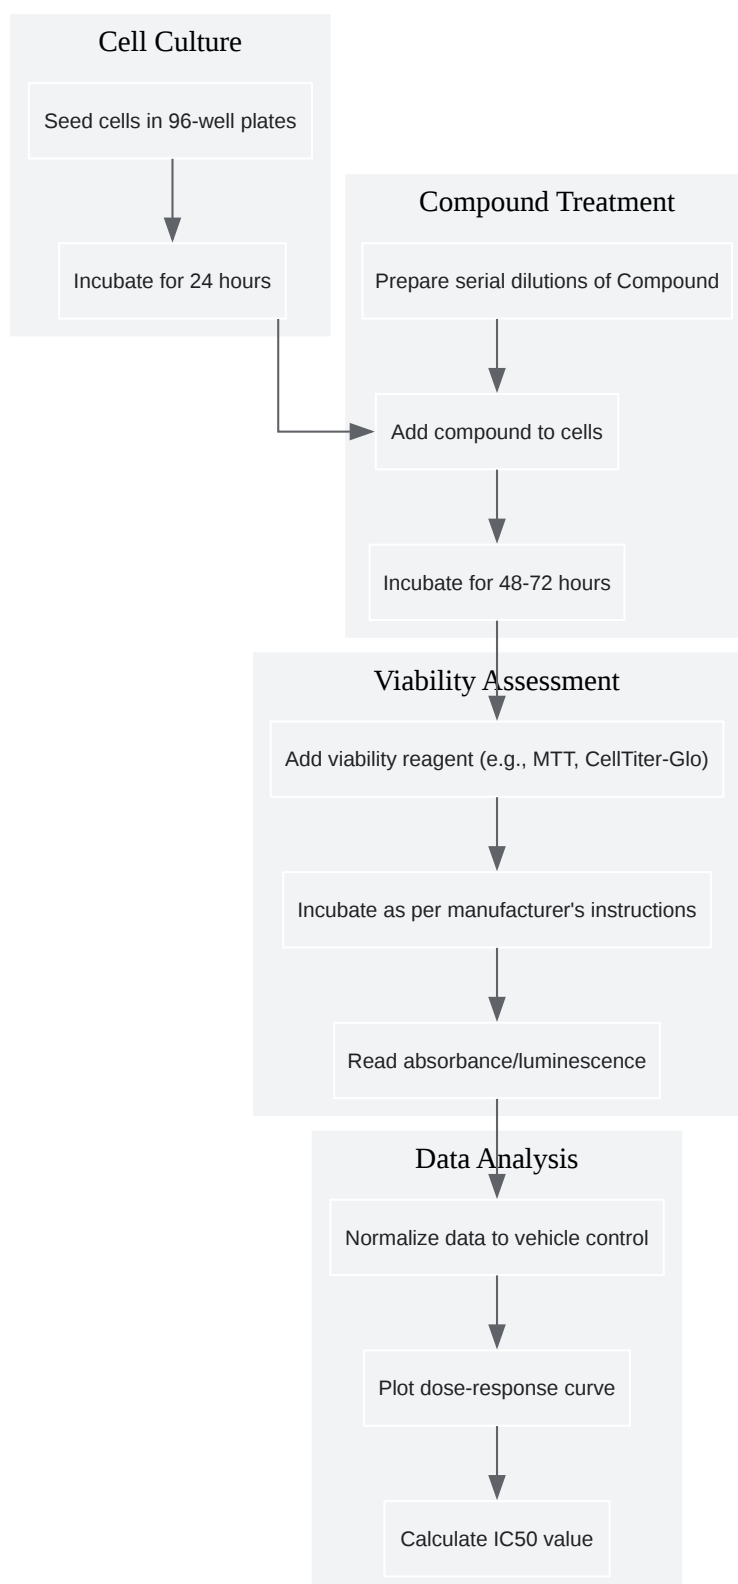 Cell Culture
Seed cells in 96-well plates
Incubate for 24 hours
Compound Treatment
Prepare serial dilutions of Compound
Add compound to cells
Incubate for 48-72 hours
Viability Assessment
Add viability reagent (e.g., MTT, CellTiter-Glo)
Incubate as per manufacturer's instructions
Read absorbance/luminescence
Data Analysis
Normalize data to vehicle control
Plot dose-response curve
Calculate IC50 value